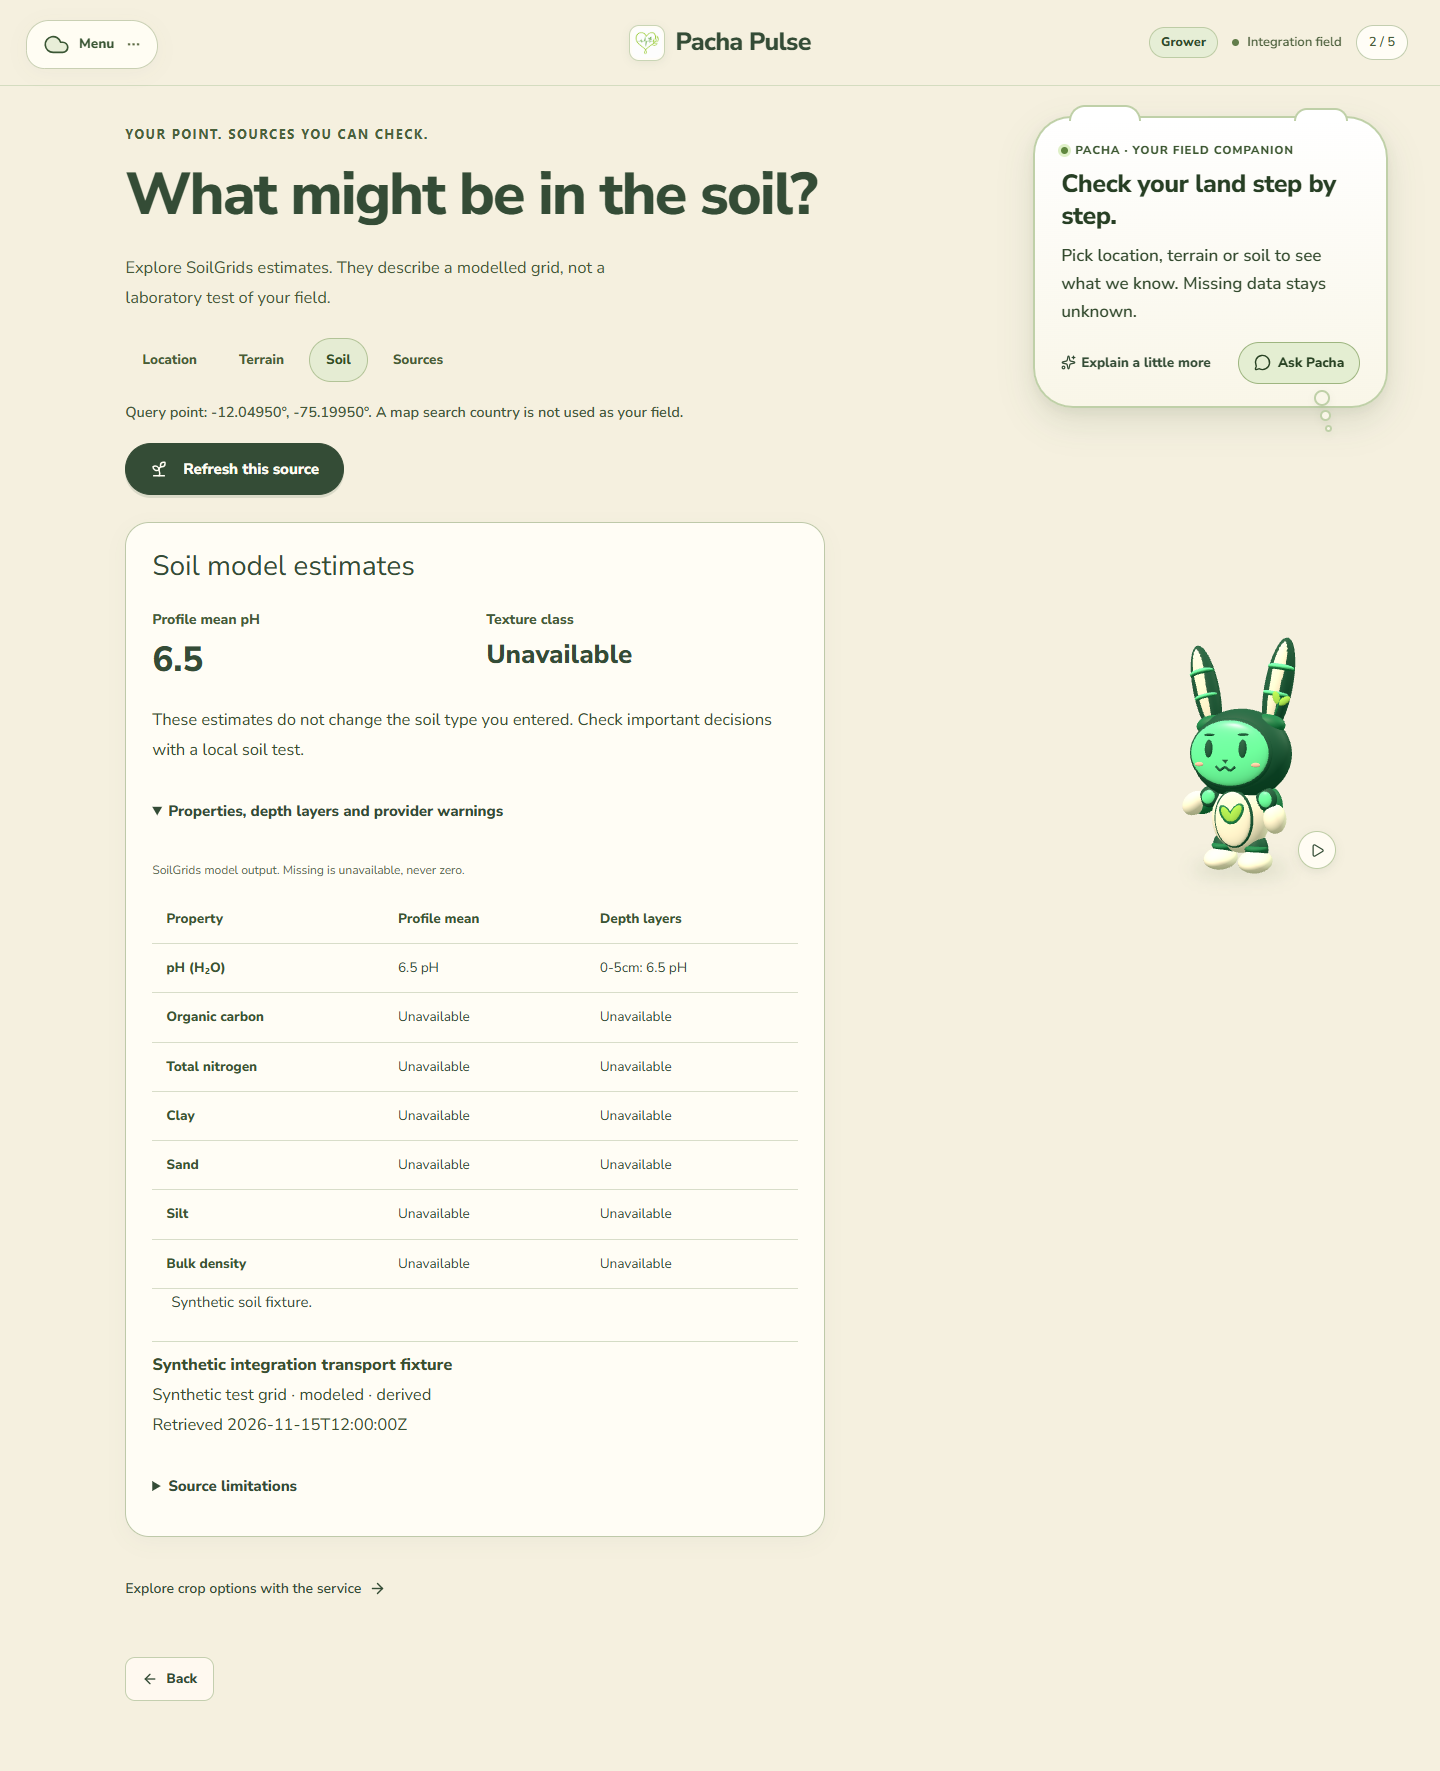 Menu ···
Pacha Pulse
Grower
Integration field
2 / 5
YOUR POINT. SOURCES YOU CAN CHECK.
What might be in the soil?
Explore SoilGrids estimates. They describe a modelled grid, not a
laboratory test of your field.
Location Terrain Soil Sources
Query point: -12.04950°, -75.19950°. A map search country is not used as your field.
Refresh this source
PACHA · YOUR FIELD COMPANION
Check your land step by
step.
Pick location, terrain or soil to see
what we know. Missing data stays
unknown.
Explain a little more
Ask Pacha
Soil model estimates
Profile mean pH Texture class
6.5 Unavailable
These estimates do not change the soil type you entered. Check important decisions
with a local soil test.
▼ Properties, depth layers and provider warnings
SoilGrids model output. Missing is unavailable, never zero.
Property Profile mean Depth layers
pH (H₂O) 6.5 pH 0-5cm: 6.5 pH
Organic carbon Unavailable Unavailable
Total nitrogen Unavailable Unavailable
Clay Unavailable Unavailable
Sand Unavailable Unavailable
Silt Unavailable Unavailable
Bulk density Unavailable Unavailable
Synthetic soil fixture.
Synthetic integration transport fixture
Synthetic test grid · modeled · derived
Retrieved 2026-11-15T12:00:00Z
▶ Source limitations
Explore crop options with the service →
← Back